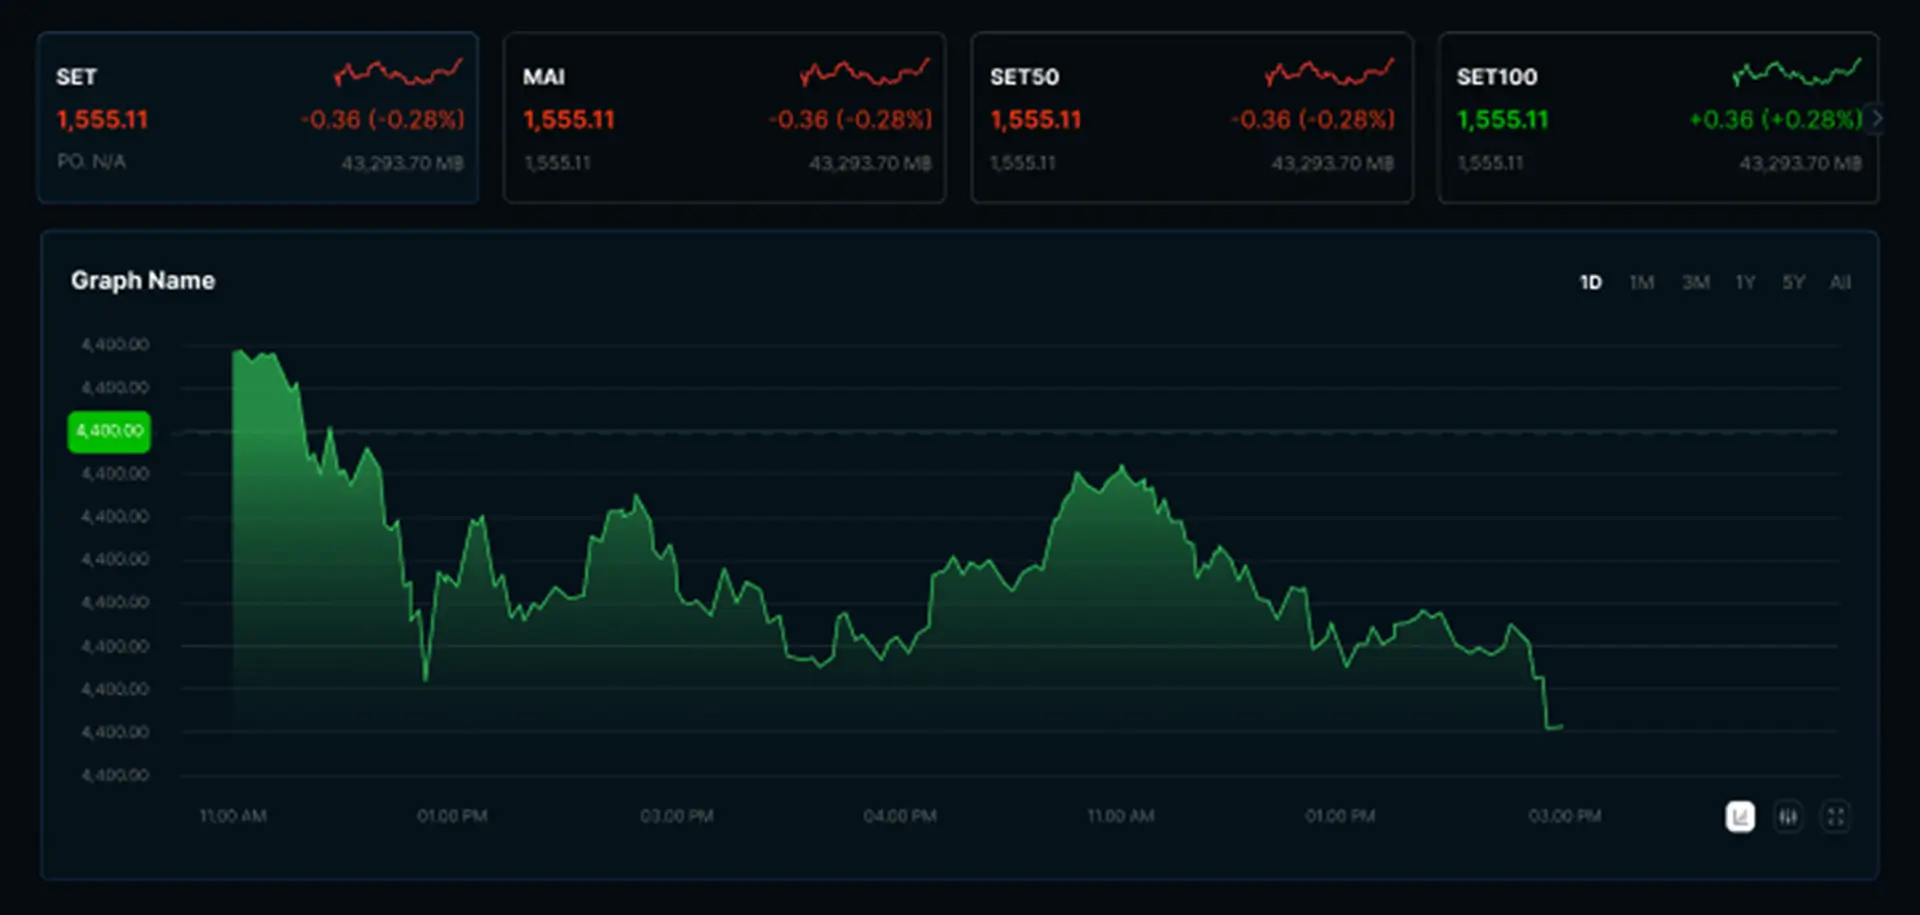 SET
1,555.11 -0.36 (-0.28%)
PO. N/A 43,293.70 MB
MAI
1,555.11 -0.36 (-0.28%)
1,555.11 43,293.70 MB
SET50
1,555.11 -0.36 (-0.28%)
1,555.11 43,293.70 MB
SET100
1,555.11 +0.36 (+0.28%)
1,555.11 43,293.70 MB
Graph Name
1D 1M 3M 1Y 5Y All
4,400.00
4,400.00
4,400.00
4,400.00
4,400.00
4,400.00
4,400.00
4,400.00
4,400.00
4,400.00
4,400.00
11:00 AM 01:00 PM 03:00 PM 04:00 PM 11:00 AM 01:00 PM 03:00 PM